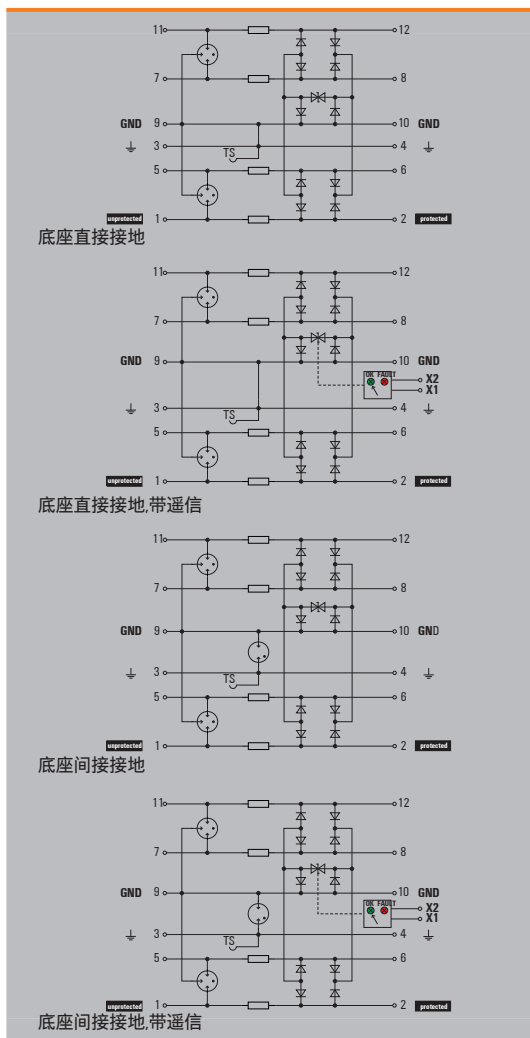 11 12
7 8
GND 9 10 GND
3 4
TS
5 6
unprotected 1 2 protected
底座直接接地
11 12
7 8
GND 9 10 GND
OK FAULT
X2
X1
3 4
TS
5 6
unprotected 1 2 protected
底座直接接地,带遥信
11 12
7 8
GND 9 10 GND
3 4
TS
5 6
unprotected 1 2 protected
底座间接接地
11 12
7 8
GND 9 10 GND
OK FAULT
X2
X1
3 4
TS
5 6
unprotected 1 2 protected
底座间接接地,带遥信